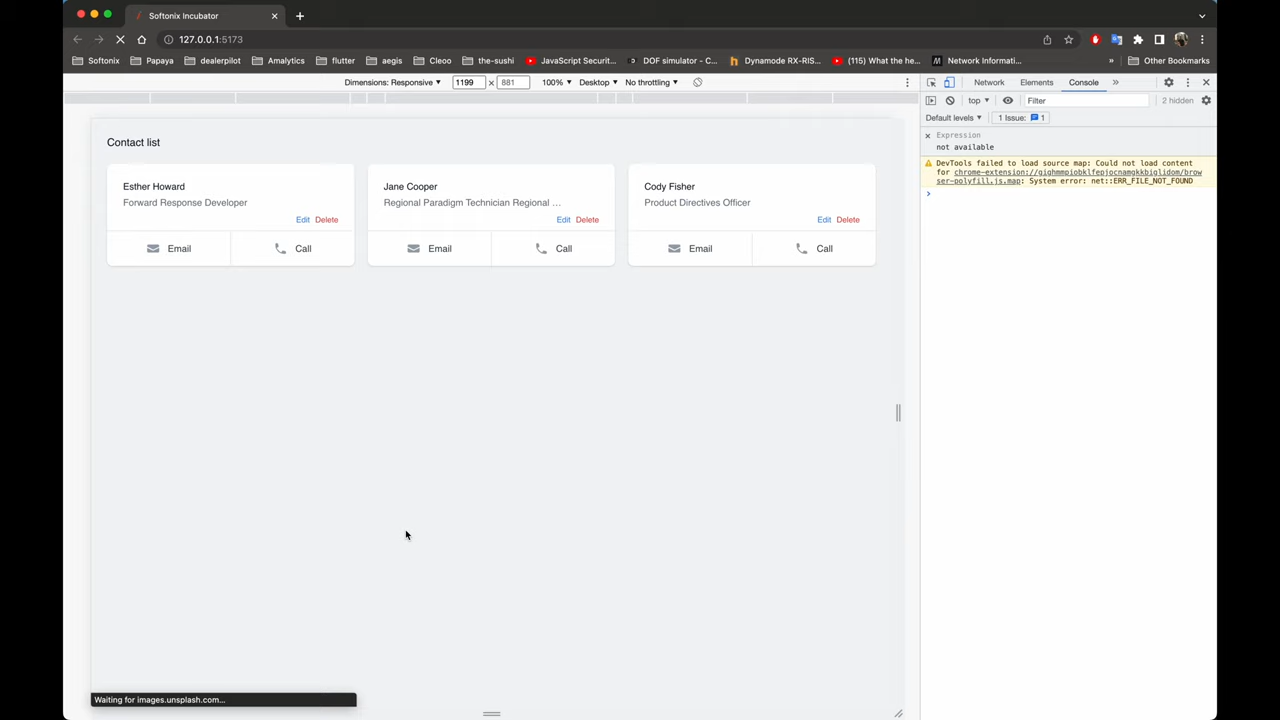 Softonix Incubator
127.0.0.1:5173
Softonix Papaya dealerpilot Analytics flutter aegis Cleoo the-sushi JavaScript Securit... DOF simulator - C... Dynamode RX-RIS... (115) What the he... Network Informati... » Other Bookmarks
Dimensions: Responsive 1199 × 881 100% Desktop No throttling
Network Elements Console »
top Filter 2 hidden
Default levels 1 Issue: 1
Expression
not available
DevTools failed to load source map: Could not load content
for chrome-extension://gighmmpiobklfepjocnamgkkbiglidom/brow
ser-polyfill.js.map: System error: net::ERR_FILE_NOT_FOUND
Contact list
Esther Howard
Forward Response Developer
Edit Delete
Email Call
Jane Cooper
Regional Paradigm Technician Regional ...
Edit Delete
Email Call
Cody Fisher
Product Directives Officer
Edit Delete
Email Call
Waiting for images.unsplash.com...